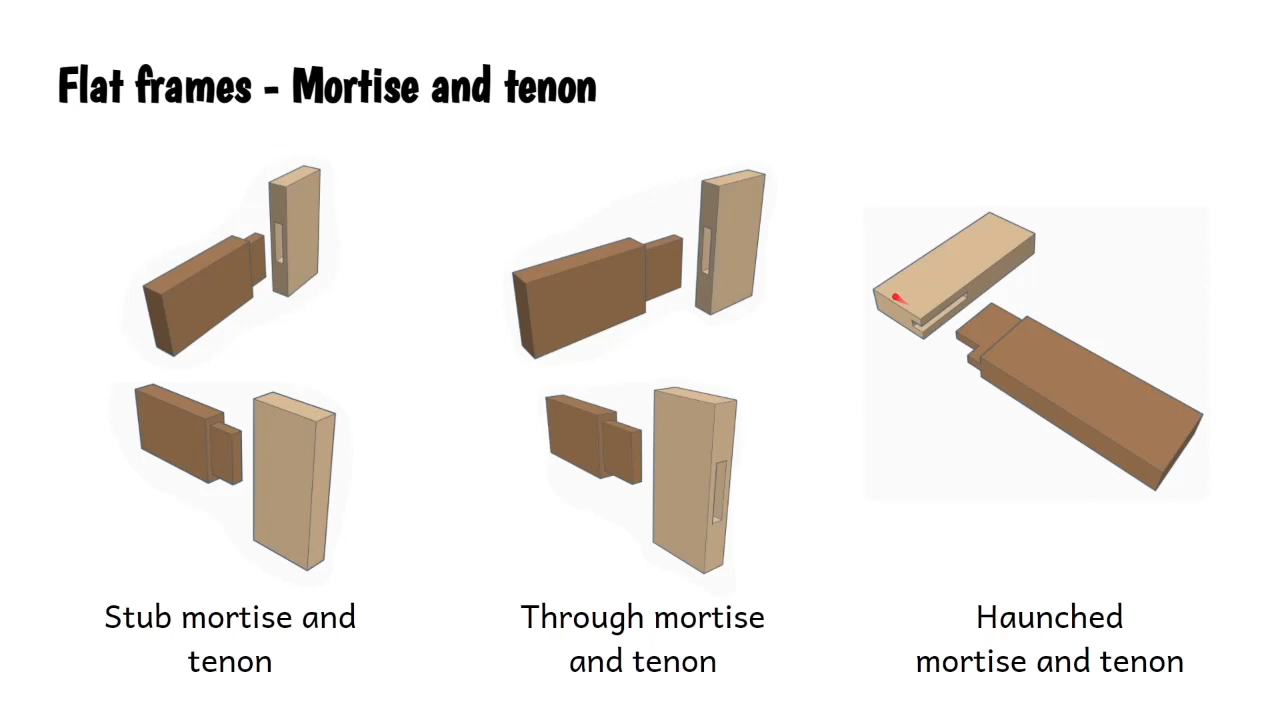 Flat frames - Mortise and tenon
Stub mortise and
tenon
Through mortise
and tenon
Haunched
mortise and tenon